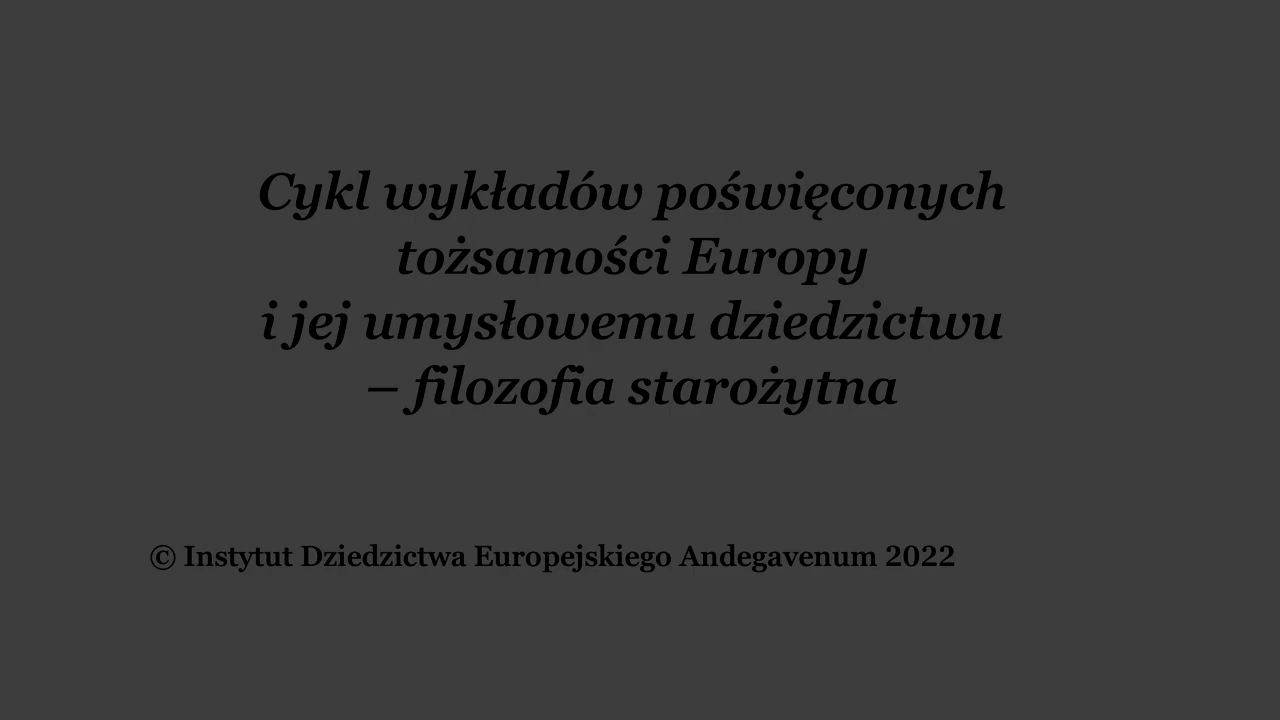 Cykl wykładów poświęconych
tożsamości Europy
i jej umysłowemu dziedzictwu
– filozofia starożytna
© Instytut Dziedzictwa Europejskiego Andegavenum 2022